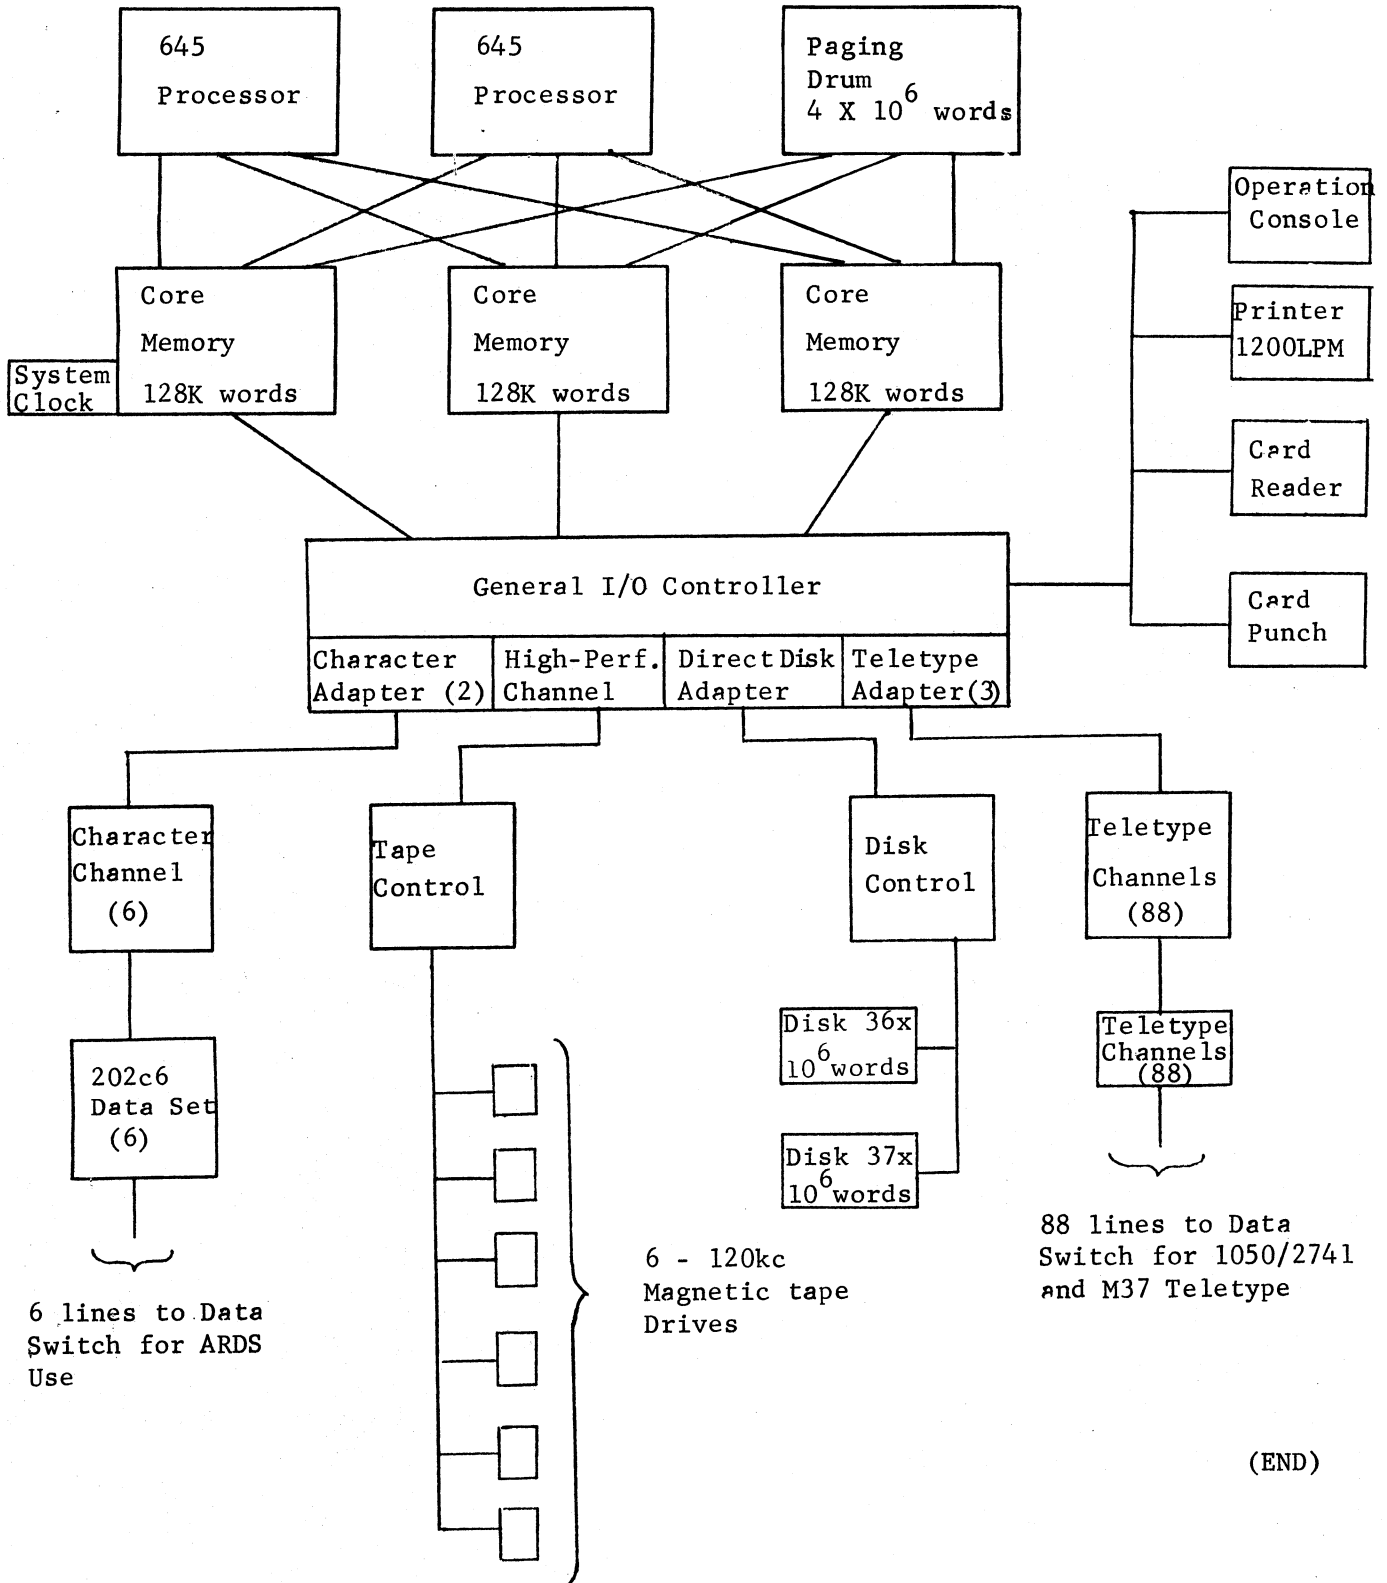 645
Processor
645
Processor
Paging
Drum
4 X 10^6 words
Operation
Console
Printer
1200LPM
Card
Reader
Card
Punch
Core
Memory
128K words
System
Clock
Core
Memory
128K words
Core
Memory
128K words
General I/O Controller
Character
Adapter (2)
High-Perf.
Channel
Direct Disk
Adapter
Teletype
Adapter(3)
Character
Channel
(6)
Tape
Control
Disk
Control
Teletype
Channels
(88)
202c6
Data Set
(6)
Disk 36x
10^6 words
Disk 37x
10^6 words
Teletype
Channels
(88)
6 lines to Data
Switch for ARDS
Use
6 - 120kc
Magnetic tape
Drives
88 lines to Data
Switch for 1050/2741
and M37 Teletype
(END)